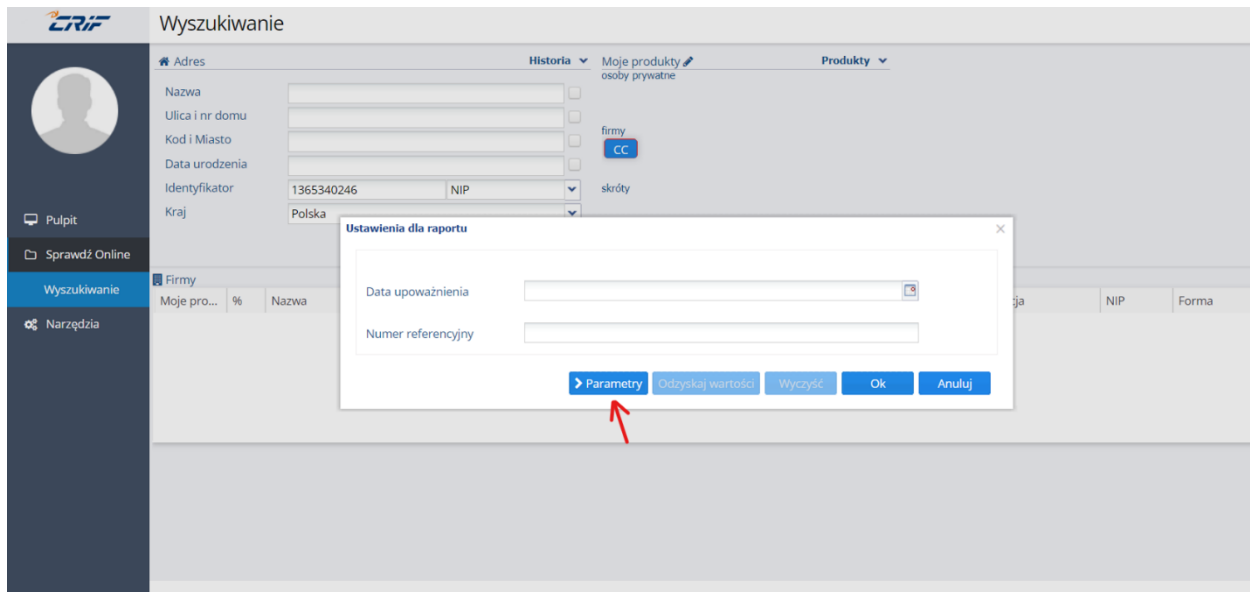 CRIF
Wyszukiwanie
Adres
Historia
Moje produkty
Produkty
osoby prywatne
Nazwa
Ulica i nr domu
firmy
Kod i Miasto
CC
Data urodzenia
Identyfikator
1365340246
NIP
skróty
Kraj
Polska
Pulpit
Sprawdź Online
Wyszukiwanie
Narzędzia
Ustawienia dla raportu
Data upoważnienia
Numer referencyjny
Parametry
Odzyskaj wartości
Wyczyść
Ok
Anuluj
Firmy
Moje pro...
%
Nazwa
cja
NIP
Forma